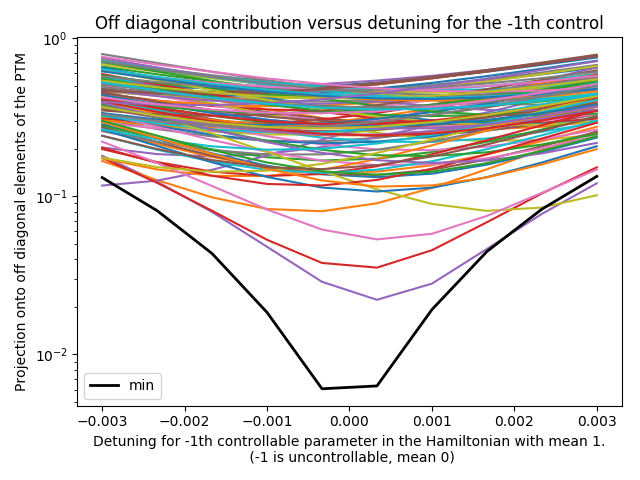 Off diagonal contribution versus detuning for the -1th control
Projection onto off diagonal elements of the PTM
10⁰
10⁻¹
10⁻²
min
−0.003 −0.002 −0.001 0.000 0.001 0.002 0.003
Detuning for -1th controllable parameter in the Hamiltonian with mean 1.
(-1 is uncontrollable, mean 0)